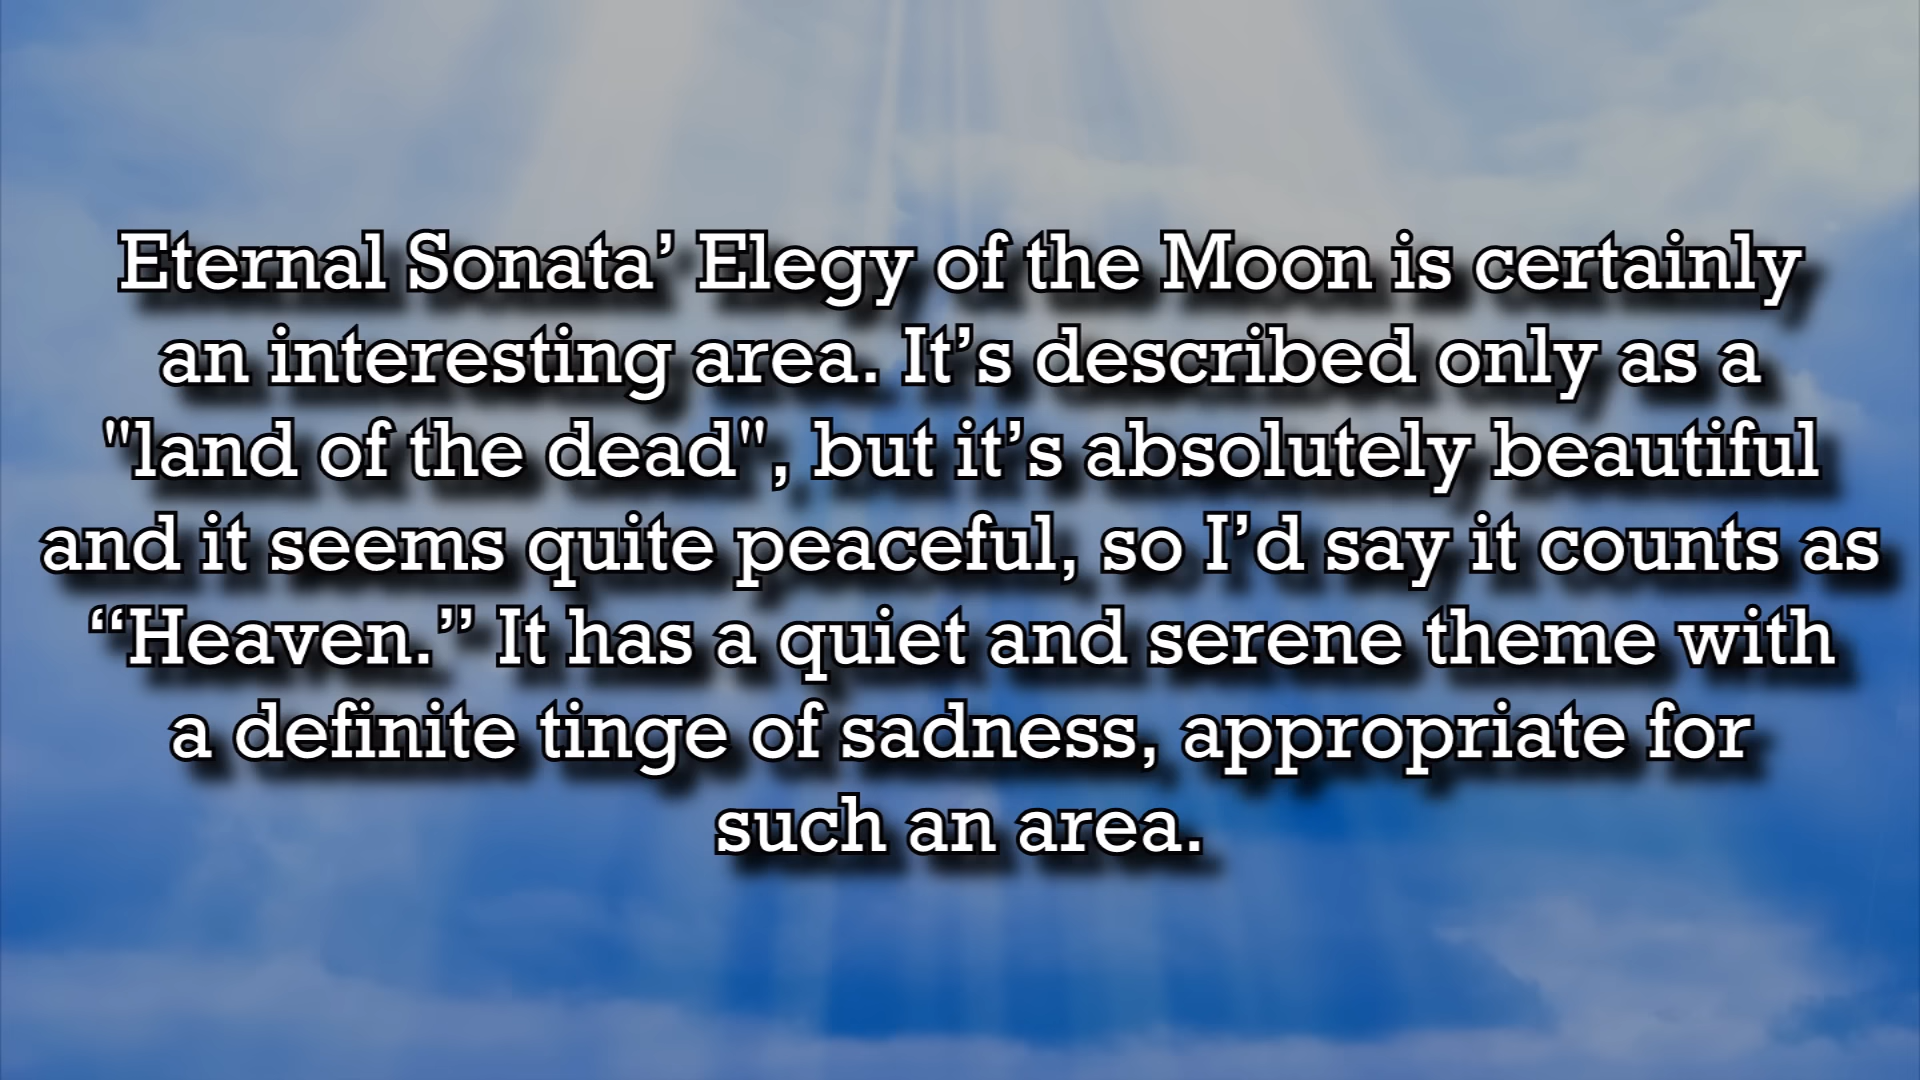 Eternal Sonata’ Elegy of the Moon is certainly
an interesting area. It’s described only as a
"land of the dead", but it’s absolutely beautiful
and it seems quite peaceful, so I’d say it counts as
“Heaven.” It has a quiet and serene theme with
a definite tinge of sadness, appropriate for
such an area.